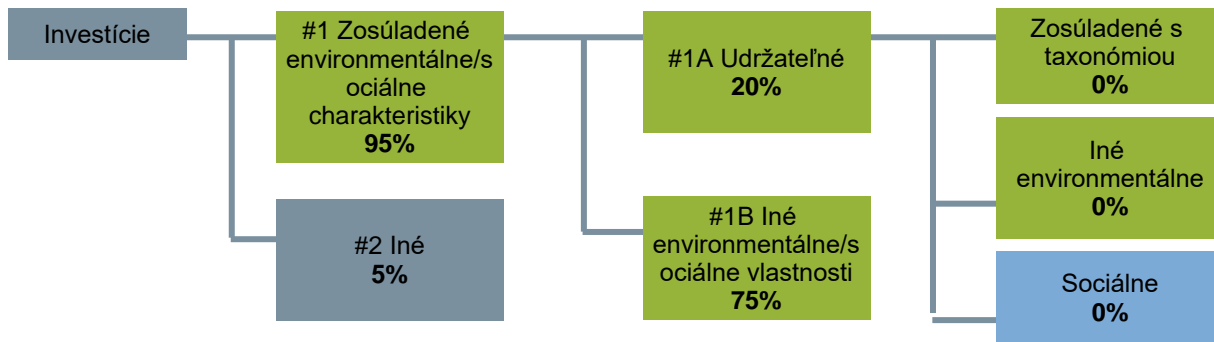 Investície
#1 Zosúladené
environmentálne/s
ociálne
charakteristiky
95%
#2 Iné
5%
#1A Udržateľné
20%
#1B Iné
environmentálne/s
ociálne vlastnosti
75%
Zosúladené s
taxonómiou
0%
Iné
environmentálne
0%
Sociálne
0%